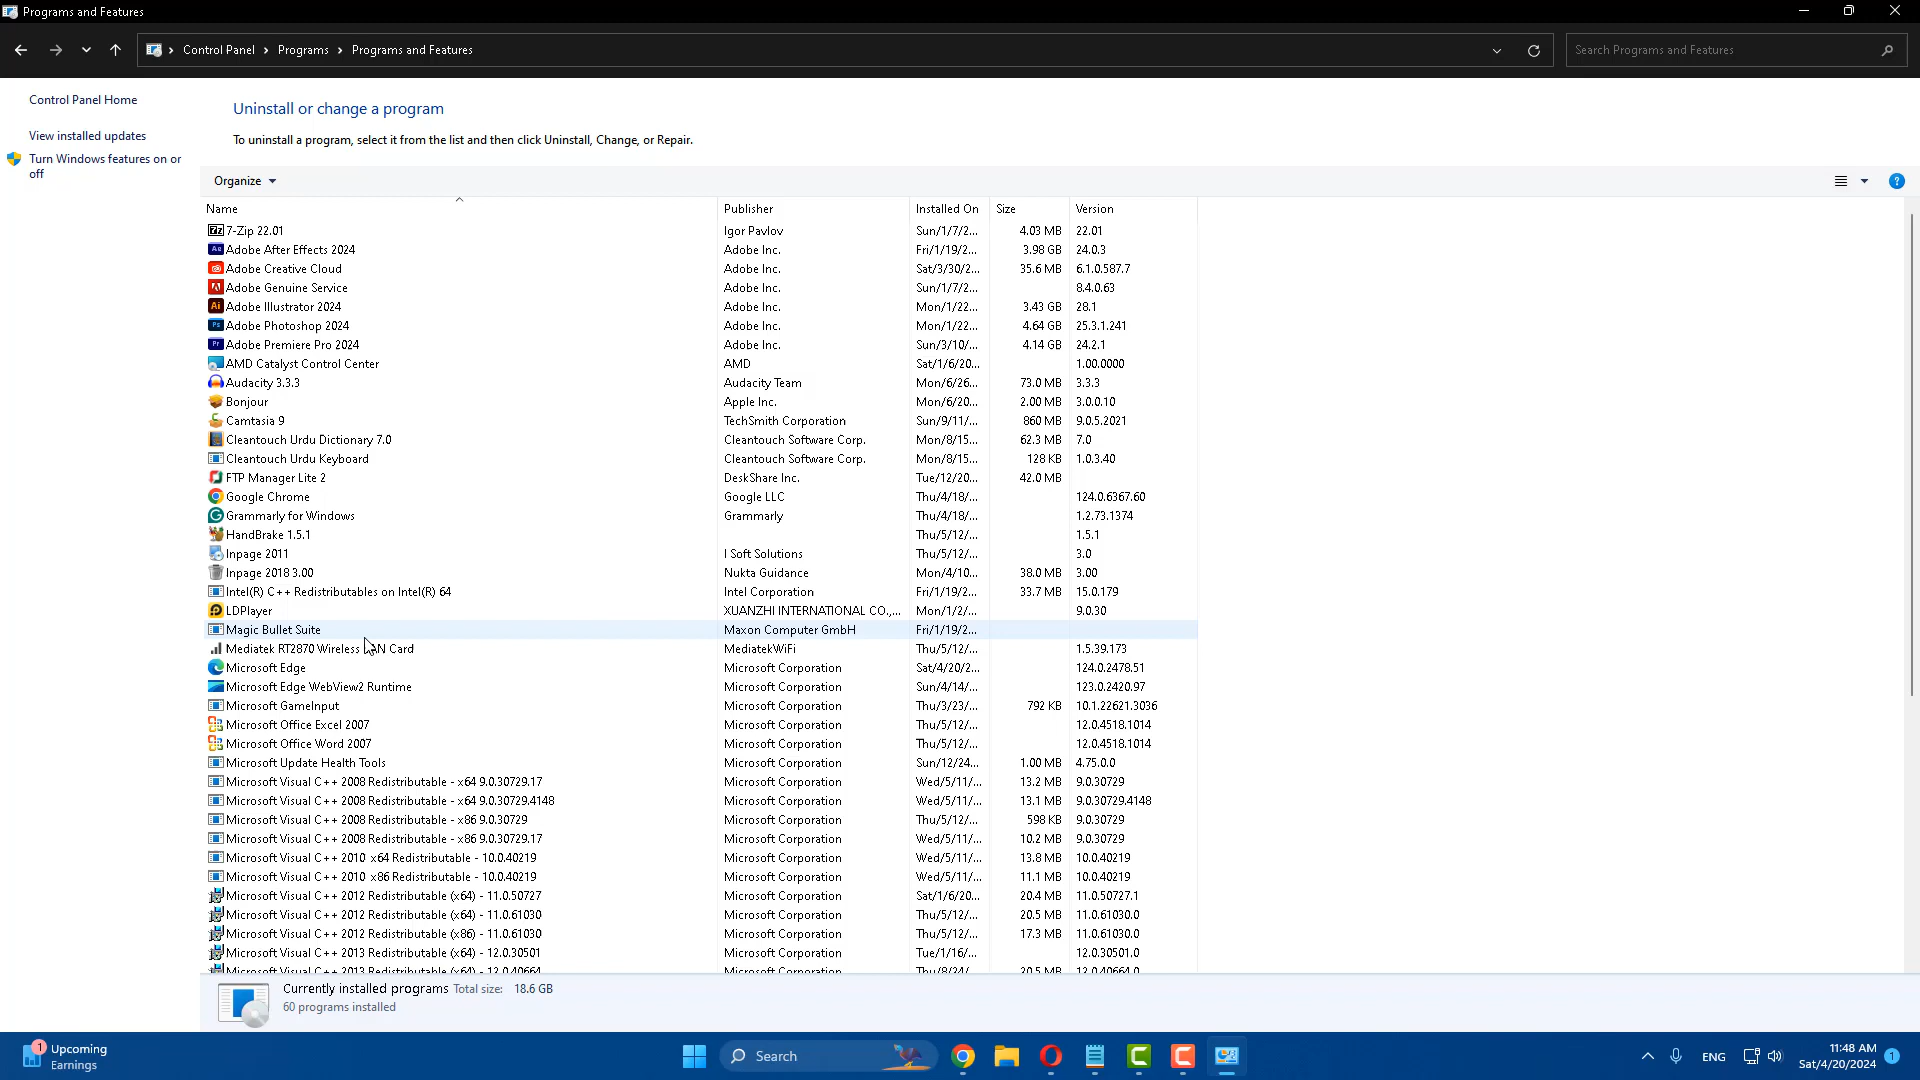 Programs and Features
Control Panel > Programs > Programs and Features
Search Programs and Features
Control Panel Home
View installed updates
Turn Windows features on or
off
Uninstall or change a program
To uninstall a program, select it from the list and then click Uninstall, Change, or Repair.
Organize
Name Publisher Installed On Size Version
7-Zip 22.01 Igor Pavlov Sun/1/7/2... 4.03 MB 22.01
Adobe After Effects 2024 Adobe Inc. Fri/1/19/2... 3.98 GB 24.0.3
Adobe Creative Cloud Adobe Inc. Sat/3/30/2... 35.6 MB 6.1.0.587.7
Adobe Genuine Service Adobe Inc. Sun/1/7/2... 8.4.0.63
Adobe Illustrator 2024 Adobe Inc. Mon/1/22... 3.43 GB 28.1
Adobe Photoshop 2024 Adobe Inc. Mon/1/22... 4.64 GB 25.3.1.241
Adobe Premiere Pro 2024 Adobe Inc. Sun/3/10/... 4.14 GB 24.2.1
AMD Catalyst Control Center AMD Sat/1/6/20... 1.00.0000
Audacity 3.3.3 Audacity Team Mon/6/26... 73.0 MB 3.3.3
Bonjour Apple Inc. Mon/6/20... 2.00 MB 3.0.0.10
Camtasia 9 TechSmith Corporation Sun/9/11/... 860 MB 9.0.5.2021
Cleantouch Urdu Dictionary 7.0 Cleantouch Software Corp. Mon/8/15... 62.3 MB 7.0
Cleantouch Urdu Keyboard Cleantouch Software Corp. Mon/8/15... 128 KB 1.0.3.40
FTP Manager Lite 2 DeskShare Inc. Tue/12/20... 42.0 MB
Google Chrome Google LLC Thu/4/18/... 124.0.6367.60
Grammarly for Windows Grammarly Thu/4/18/... 1.2.73.1374
HandBrake 1.5.1 Thu/5/12/... 1.5.1
Inpage 2011 I Soft Solutions Thu/5/12/... 3.0
Inpage 2018 3.00 Nukta Guidance Mon/4/10... 38.0 MB 3.00
Intel(R) C++ Redistributables on Intel(R) 64 Intel Corporation Fri/1/19/2... 33.7 MB 15.0.179
LDPlayer XUANZHI INTERNATIONAL CO.,... Mon/1/2/... 9.0.30
Magic Bullet Suite Maxon Computer GmbH Fri/1/19/2...
Mediatek RT2870 Wireless LAN Card MediatekWiFi Thu/5/12/... 1.5.39.173
Microsoft Edge Microsoft Corporation Sat/4/20/2... 124.0.2478.51
Microsoft Edge WebView2 Runtime Microsoft Corporation Sun/4/14/... 123.0.2420.97
Microsoft GameInput Microsoft Corporation Thu/3/23/... 792 KB 10.1.22621.3036
Microsoft Office Excel 2007 Microsoft Corporation Thu/5/12/... 12.0.4518.1014
Microsoft Office Word 2007 Microsoft Corporation Thu/5/12/... 12.0.4518.1014
Microsoft Update Health Tools Microsoft Corporation Sun/12/24... 1.00 MB 4.75.0.0
Microsoft Visual C++ 2008 Redistributable - x64 9.0.30729.17 Microsoft Corporation Wed/5/11/... 13.2 MB 9.0.30729
Microsoft Visual C++ 2008 Redistributable - x64 9.0.30729.4148 Microsoft Corporation Wed/5/11/... 13.1 MB 9.0.30729.4148
Microsoft Visual C++ 2008 Redistributable - x86 9.0.30729 Microsoft Corporation Thu/5/12/... 598 KB 9.0.30729
Microsoft Visual C++ 2008 Redistributable - x86 9.0.30729.17 Microsoft Corporation Wed/5/11/... 10.2 MB 9.0.30729
Microsoft Visual C++ 2010 x64 Redistributable - 10.0.40219 Microsoft Corporation Wed/5/11/... 13.8 MB 10.0.40219
Microsoft Visual C++ 2010 x86 Redistributable - 10.0.40219 Microsoft Corporation Wed/5/11/... 11.1 MB 10.0.40219
Microsoft Visual C++ 2012 Redistributable (x64) - 11.0.50727 Microsoft Corporation Sat/1/6/20... 20.4 MB 11.0.50727.1
Microsoft Visual C++ 2012 Redistributable (x64) - 11.0.61030 Microsoft Corporation Thu/5/12/... 20.5 MB 11.0.61030.0
Microsoft Visual C++ 2012 Redistributable (x86) - 11.0.61030 Microsoft Corporation Thu/5/12/... 17.3 MB 11.0.61030.0
Microsoft Visual C++ 2013 Redistributable (x64) - 12.0.30501 Microsoft Corporation Tue/1/16/... 12.0.30501.0
Microsoft Visual C++ 2013 Redistributable (x64) - 12.0.40664 Microsoft Corporation Thu/8/24/... 20.5 MB 12.0.40664.0
Currently installed programs Total size: 18.6 GB
60 programs installed
1
Upcoming
Earnings
Search
ENG
11:48 AM
Sat/4/20/2024
1